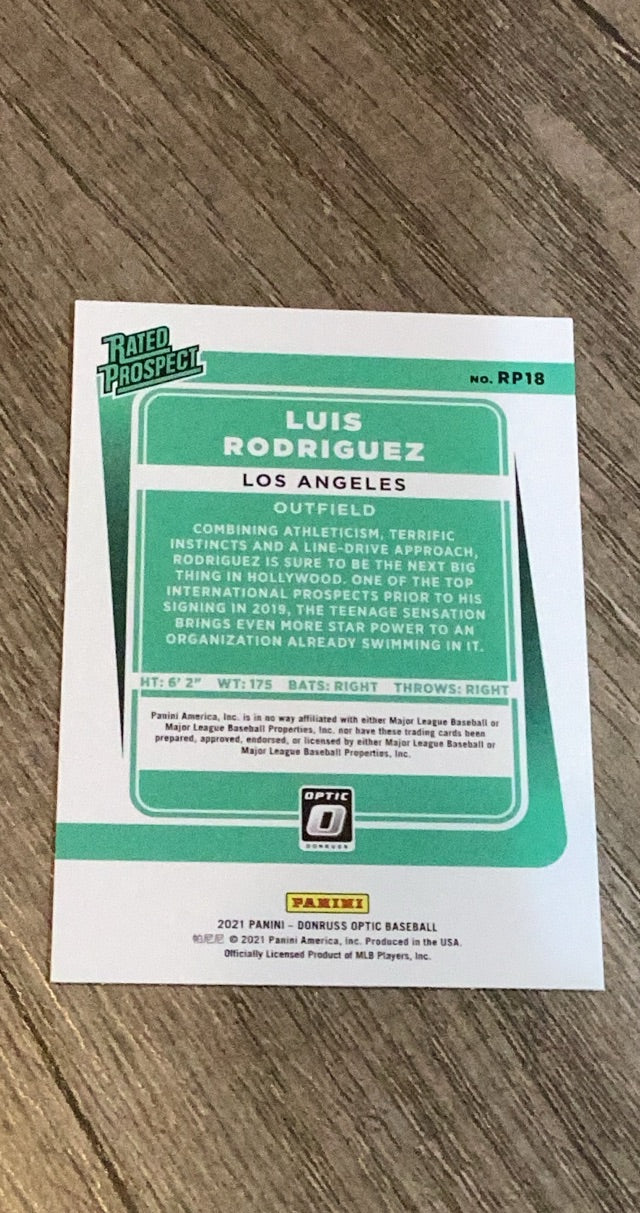 RATED
PROSPECT
NO. RP18
LUIS
RODRIGUEZ
LOS ANGELES
OUTFIELD
COMBINING ATHLETICISM, TERRIFIC
INSTINCTS AND A LINE-DRIVE APPROACH,
RODRIGUEZ IS SURE TO BE THE NEXT BIG
THING IN HOLLYWOOD. ONE OF THE TOP
INTERNATIONAL PROSPECTS PRIOR TO HIS
SIGNING IN 2019, THE TEENAGE SENSATION
BRINGS EVEN MORE STAR POWER TO AN
ORGANIZATION ALREADY SWIMMING IN IT.
HT: 6' 2" WT: 175 BATS: RIGHT THROWS: RIGHT
Panini America, Inc. is in no way affiliated with either Major League Baseball or
Major League Baseball Properties, Inc. nor have these trading cards been
prepared, approved, endorsed, or licensed by either Major League Baseball or
Major League Baseball Properties, Inc.
OPTIC
O
DONRUSS
PANINI
2021 PANINI – DONRUSS OPTIC BASEBALL
帕尼尼 © 2021 Panini America, Inc. Produced in the USA.
Officially Licensed Product of MLB Players, Inc.